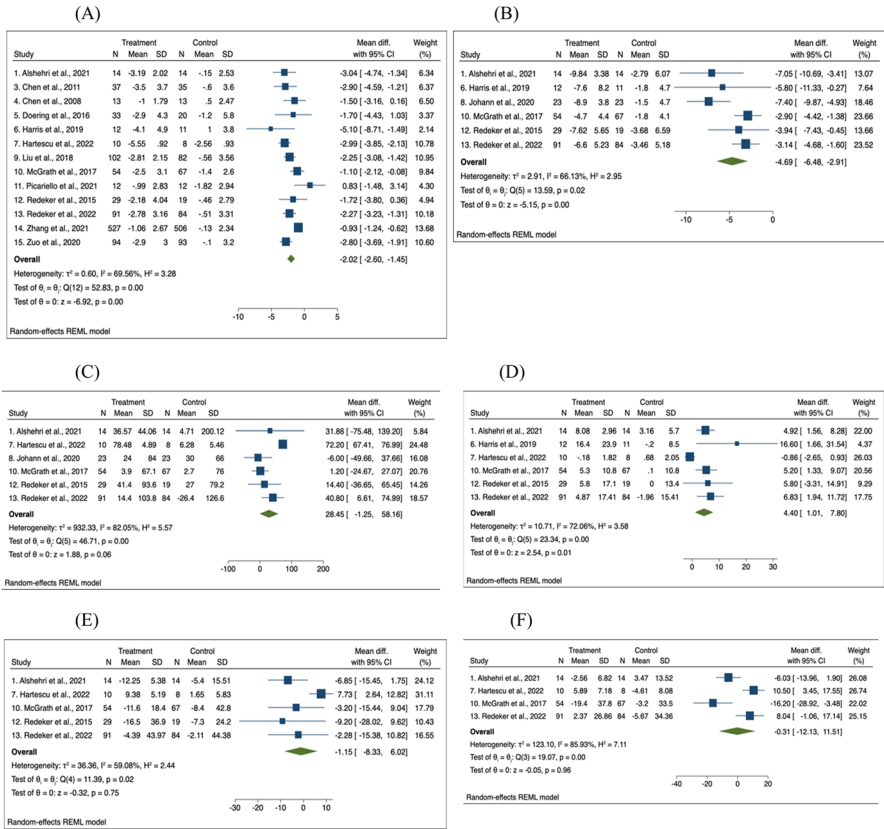 (A)
Treatment Control Mean diff. Weight
Study N Mean SD N Mean SD with 95% CI (%)
1. Alshehri et al., 2021 14 -3.19 2.02 14 -.15 2.53 -3.04 [ -4.74, -1.34] 6.34
3. Chen et al., 2011 37 -3.5 3.7 35 -.6 3.6 -2.90 [ -4.59, -1.21] 6.37
4. Chen et al., 2008 13 -1 1.79 13 .5 2.47 -1.50 [ -3.16, 0.16] 6.50
5. Doering et al., 2016 33 -2.9 4.3 20 -1.2 5.8 -1.70 [ -4.43, 1.03] 3.37
6. Harris et al., 2019 12 -4.1 4.9 11 1 3.8 -5.10 [ -8.71, -1.49] 2.14
7. Hartescu et al., 2022 10 -5.55 .92 8 -2.56 .93 -2.99 [ -3.85, -2.13] 10.78
9. Liu et al., 2018 102 -2.81 2.15 82 -.56 3.56 -2.25 [ -3.08, -1.42] 10.95
10. McGrath et al., 2017 54 -2.5 3.1 67 -1.4 2.6 -1.10 [ -2.12, -0.08] 9.84
11. Picariello et al., 2021 12 -.99 2.83 12 -1.82 2.94 0.83 [ -1.48, 3.14] 4.30
12. Redeker et al., 2015 29 -2.18 4.04 19 -.46 2.79 -1.72 [ -3.80, 0.36] 4.94
13. Redeker et al., 2022 91 -2.78 3.16 84 -.51 3.31 -2.27 [ -3.23, -1.31] 10.18
14. Zhang et al., 2021 527 -1.06 2.67 506 -.13 2.34 -0.93 [ -1.24, -0.62] 13.68
15. Zuo et al., 2020 94 -2.9 3 93 -.1 3.2 -2.80 [ -3.69, -1.91] 10.60
Overall -2.02 [ -2.60, -1.45]
Heterogeneity: τ² = 0.60, I² = 69.56%, H² = 3.28
Test of θᵢ = θⱼ: Q(12) = 52.83, p = 0.00
Test of θ = 0: z = -6.92, p = 0.00
-10 -5 0 5
Random-effects REML model
(B)
Treatment Control Mean diff. Weight
Study N Mean SD N Mean SD with 95% CI (%)
1. Alshehri et al., 2021 14 -9.84 3.38 14 -2.79 6.07 -7.05 [ -10.69, -3.41] 13.07
6. Harris et al., 2019 12 -7.6 8.2 11 -1.8 4.7 -5.80 [ -11.33, -0.27] 7.64
8. Johann et al., 2020 23 -8.9 3.8 23 -1.5 4.7 -7.40 [ -9.87, -4.93] 18.46
10. McGrath et al., 2017 54 -4.7 4.4 67 -1.8 4.1 -2.90 [ -4.42, -1.38] 23.66
12. Redeker et al., 2015 29 -7.62 5.65 19 -3.68 6.59 -3.94 [ -7.43, -0.45] 13.66
13. Redeker et al., 2022 91 -6.6 5.23 84 -3.46 5.18 -3.14 [ -4.68, -1.60] 23.52
Overall -4.69 [ -6.48, -2.91]
Heterogeneity: τ² = 2.91, I² = 66.13%, H² = 2.95
Test of θᵢ = θⱼ: Q(5) = 13.59, p = 0.02
Test of θ = 0: z = -5.15, p = 0.00
-10 -5 0
Random-effects REML model
(C)
Treatment Control Mean diff. Weight
Study N Mean SD N Mean SD with 95% CI (%)
1. Alshehri et al., 2021 14 36.57 44.06 14 4.71 200.12 31.86 [ -75.48, 139.20] 5.84
7. Hartescu et al., 2022 10 78.48 4.89 8 6.28 5.46 72.20 [ 67.41, 76.99] 24.48
8. Johann et al., 2020 23 24 84 23 30 66 -6.00 [ -49.66, 37.66] 16.08
10. McGrath et al., 2017 54 3.9 67.1 67 2.7 76 1.20 [ -24.67, 27.07] 20.76
12. Redeker et al., 2015 29 41.4 93.6 19 27 79.2 14.40 [ -36.65, 65.45] 14.26
13. Redeker et al., 2022 91 14.4 103.8 84 -26.4 126.6 40.80 [ 6.61, 74.99] 18.57
Overall 28.45 [ -1.25, 58.16]
Heterogeneity: τ² = 932.33, I² = 82.05%, H² = 5.57
Test of θᵢ = θⱼ: Q(5) = 46.71, p = 0.00
Test of θ = 0: z = 1.88, p = 0.06
-100 0 100 200
Random-effects REML model
(D)
Treatment Control Mean diff. Weight
Study N Mean SD N Mean SD with 95% CI (%)
1. Alshehri et al., 2021 14 8.08 2.96 14 3.16 5.7 4.92 [ 1.56, 8.28] 22.00
6. Harris et al., 2019 12 16.4 23.9 11 -.2 8.5 16.60 [ 1.66, 31.54] 4.37
7. Hartescu et al., 2022 10 -.18 1.82 8 .68 2.05 -0.86 [ -2.65, 0.93] 26.03
10. McGrath et al., 2017 54 5.3 10.8 67 .1 10.8 5.20 [ 1.33, 9.07] 20.56
12. Redeker et al., 2015 29 5.8 17.1 19 0 13.4 5.80 [ -3.31, 14.91] 9.29
13. Redeker et al., 2022 91 4.87 17.41 84 -1.96 15.41 6.83 [ 1.94, 11.72] 17.75
Overall 4.40 [ 1.01, 7.80]
Heterogeneity: τ² = 10.71, I² = 72.06%, H² = 3.58
Test of θᵢ = θⱼ: Q(5) = 23.34, p = 0.00
Test of θ = 0: z = 2.54, p = 0.01
0 10 20 30
Random-effects REML model
(E)
Treatment Control Mean diff. Weight
Study N Mean SD N Mean SD with 95% CI (%)
1. Alshehri et al., 2021 14 -12.25 5.38 14 -5.4 15.51 -6.85 [ -15.45, 1.75] 24.12
7. Hartescu et al., 2022 10 9.38 5.19 8 1.65 5.83 7.73 [ 2.64, 12.82] 31.11
10. McGrath et al., 2017 54 -11.6 18.4 67 -8.4 42.8 -3.20 [ -15.44, 9.04] 17.79
12. Redeker et al., 2015 29 -16.5 36.9 19 -7.3 24.2 -9.20 [ -28.02, 9.62] 10.43
13. Redeker et al., 2022 91 -4.39 43.97 84 -2.11 44.38 -2.28 [ -15.38, 10.82] 16.55
Overall -1.15 [ -8.33, 6.02]
Heterogeneity: τ² = 36.36, I² = 59.08%, H² = 2.44
Test of θᵢ = θⱼ: Q(4) = 11.39, p = 0.02
Test of θ = 0: z = -0.32, p = 0.75
-30 -20 -10 0 10
Random-effects REML model
(F)
Treatment Control Mean diff. Weight
Study N Mean SD N Mean SD with 95% CI (%)
1. Alshehri et al., 2021 14 -2.56 6.82 14 3.47 13.52 -6.03 [ -13.96, 1.90] 26.08
7. Hartescu et al., 2022 10 5.89 7.18 8 -4.61 8.08 10.50 [ 3.45, 17.55] 26.74
10. McGrath et al., 2017 54 -19.4 37.8 67 -3.2 33.5 -16.20 [ -28.92, -3.48] 22.02
13. Redeker et al., 2022 91 2.37 26.86 84 -5.67 34.36 8.04 [ -1.06, 17.14] 25.15
Overall -0.31 [ -12.13, 11.51]
Heterogeneity: τ² = 123.10, I² = 85.93%, H² = 7.11
Test of θᵢ = θⱼ: Q(3) = 19.07, p = 0.00
Test of θ = 0: z = -0.05, p = 0.96
-40 -20 0 20
Random-effects REML model